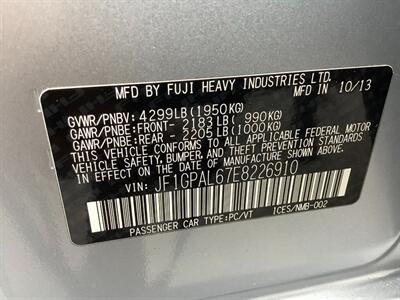 MFD BY FUJI HEAVY INDUSTRIES LTD. 10/13
GVWR/PNBV: 4299LB(1950KG)
GAWR/PNBE:FRONT- 2183LB( 990KG)
GAWR/PNBE:REAR - 2205LB(1000KG)
THIS VEHICLE CONFORMS TO ALL APPLICABLE FEDERAL MOTOR
VEHICLE SAFETY, BUMPER, AND THEFT PREVENTION STANDARDS
IN EFFECT ON THE DATE OF MANUFACTURE SHOWN ABOVE.
VIN: JF1GPAL67E8226910
PASSENGER CAR TYPE:PC/VT ICES/NMB-002